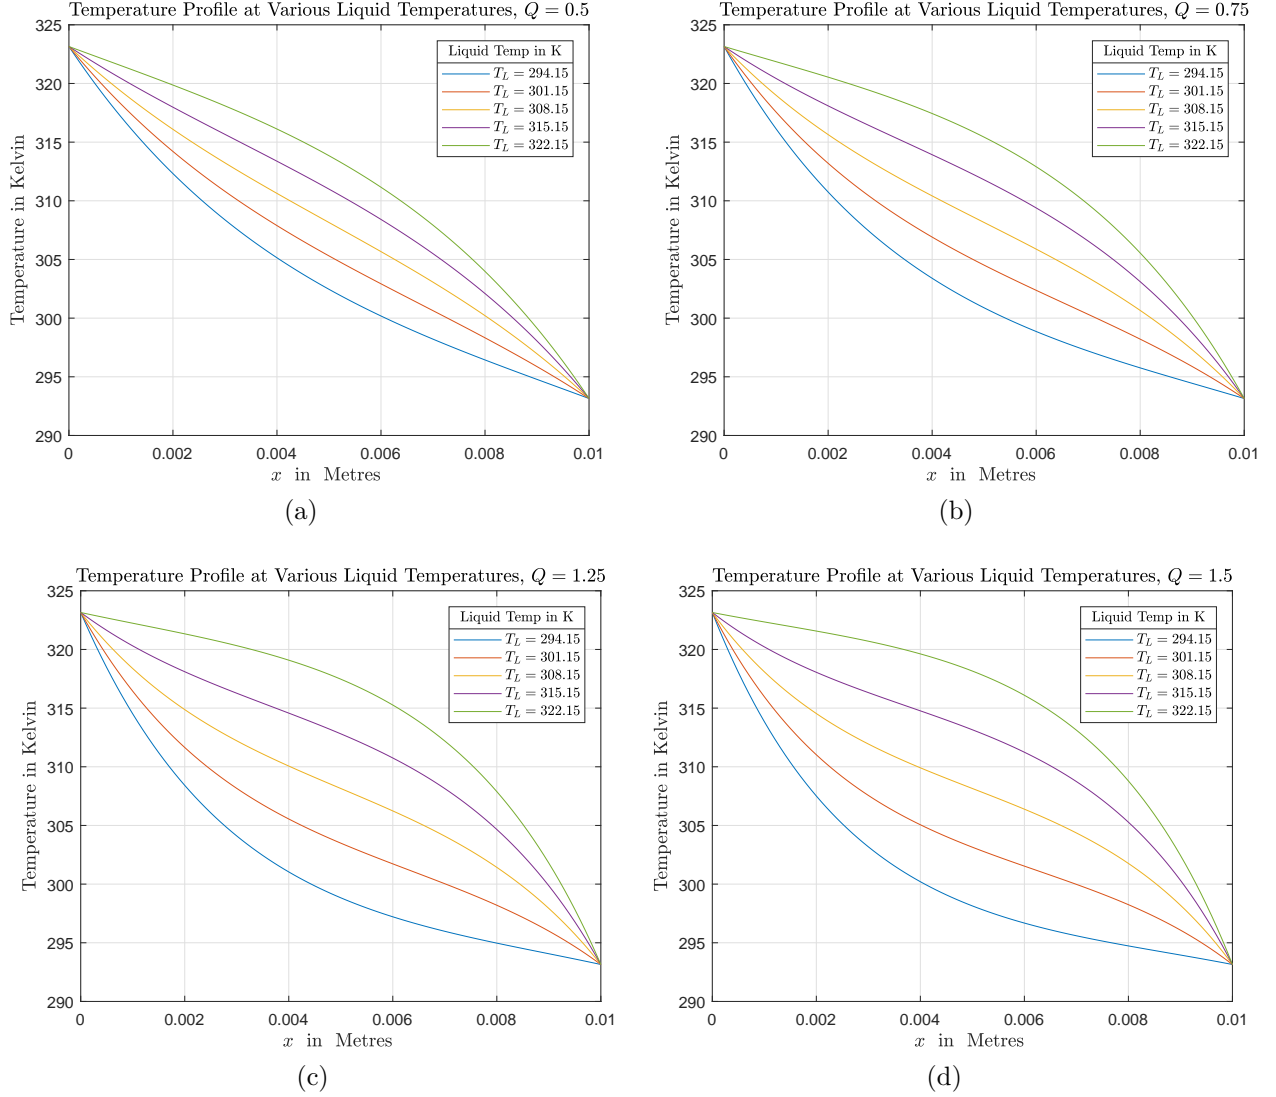 Temperature Profile at Various Liquid Temperatures, Q = 0.5
325
320
315
310
305
300
295
290
Temperature in Kelvin
Liquid Temp in K
T_L = 294.15
T_L = 301.15
T_L = 308.15
T_L = 315.15
T_L = 322.15
0 0.002 0.004 0.006 0.008 0.01
x in Metres
(a)
Temperature Profile at Various Liquid Temperatures, Q = 0.75
325
320
315
310
305
300
295
290
Temperature in Kelvin
Liquid Temp in K
T_L = 294.15
T_L = 301.15
T_L = 308.15
T_L = 315.15
T_L = 322.15
0 0.002 0.004 0.006 0.008 0.01
x in Metres
(b)
Temperature Profile at Various Liquid Temperatures, Q = 1.25
325
320
315
310
305
300
295
290
Temperature in Kelvin
Liquid Temp in K
T_L = 294.15
T_L = 301.15
T_L = 308.15
T_L = 315.15
T_L = 322.15
0 0.002 0.004 0.006 0.008 0.01
x in Metres
(c)
Temperature Profile at Various Liquid Temperatures, Q = 1.5
325
320
315
310
305
300
295
290
Temperature in Kelvin
Liquid Temp in K
T_L = 294.15
T_L = 301.15
T_L = 308.15
T_L = 315.15
T_L = 322.15
0 0.002 0.004 0.006 0.008 0.01
x in Metres
(d)